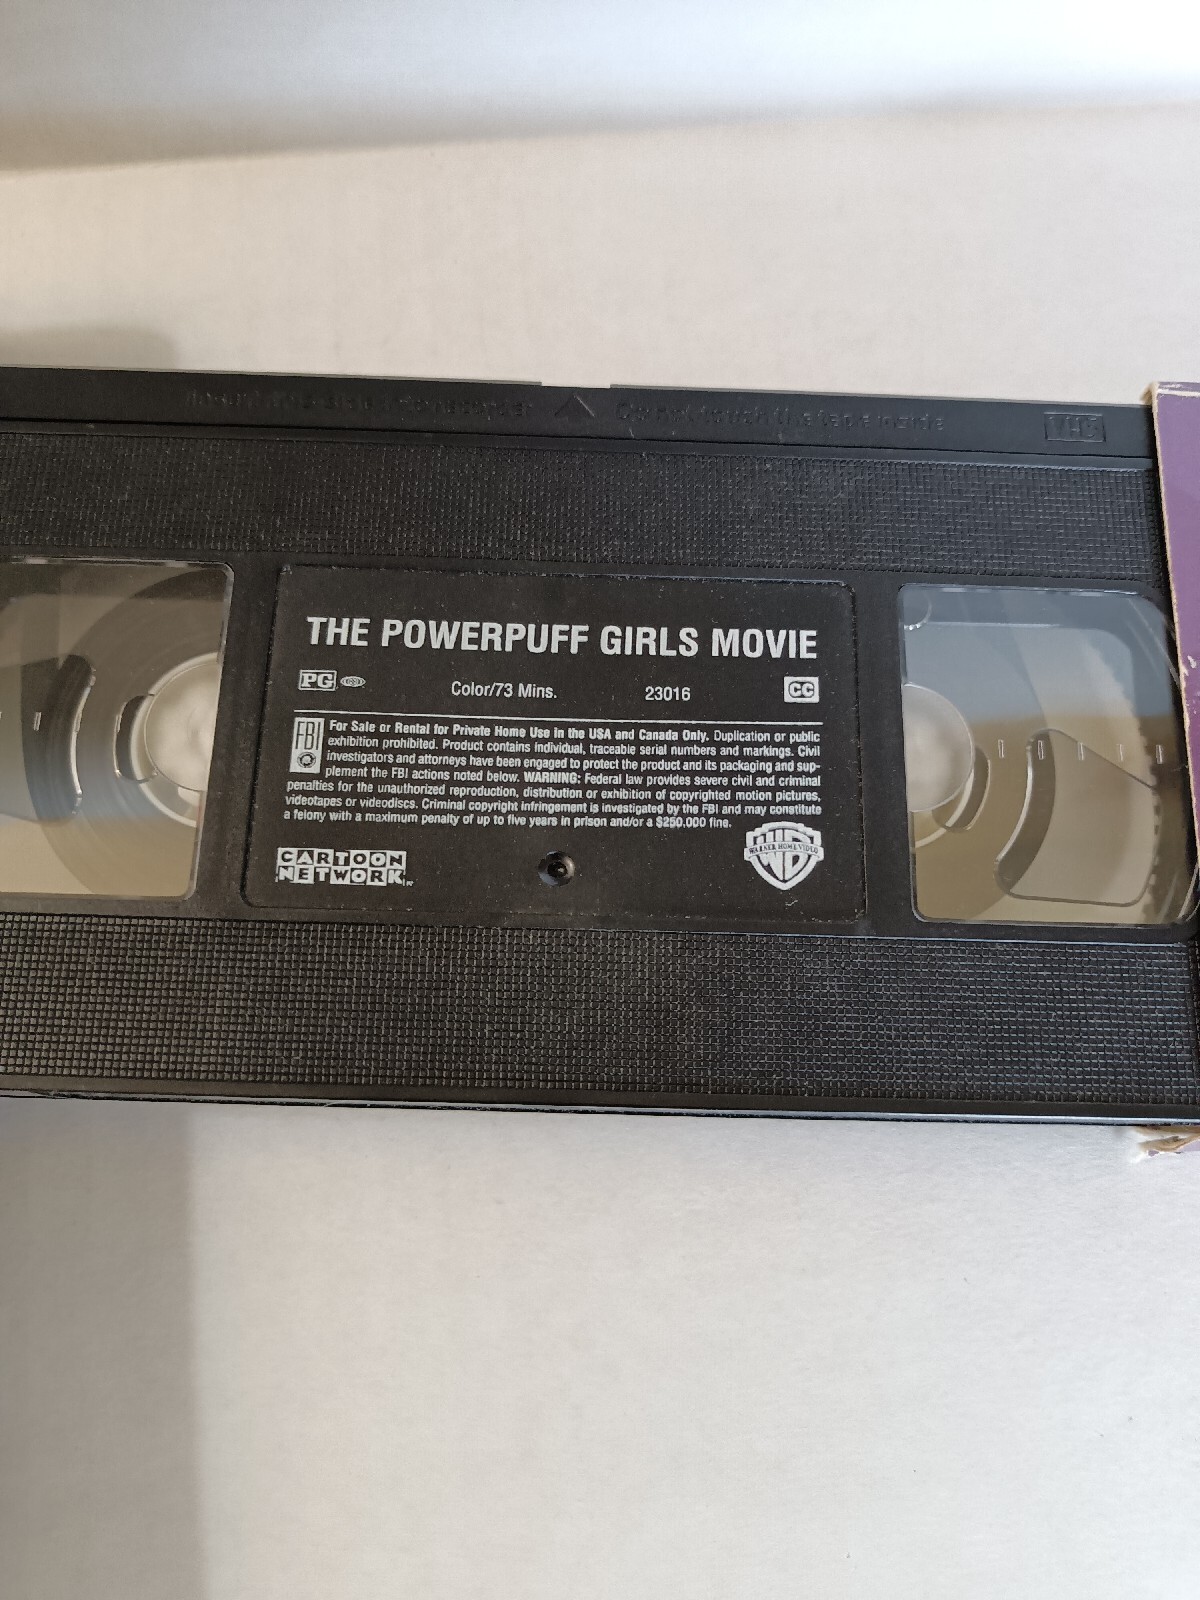 Insert this side into recorder Do not touch the tape inside VHS
THE POWERPUFF GIRLS MOVIE
PG Color/73 Mins. 23016 CC
FBI For Sale or Rental for Private Home Use in the USA and Canada Only. Duplication or public
exhibition prohibited. Product contains individual, traceable serial numbers and markings. Civil
investigators and attorneys have been engaged to protect the product and its packaging and sup-
plement the FBI actions noted below. WARNING: Federal law provides severe civil and criminal
penalties for the unauthorized reproduction, distribution or exhibition of copyrighted motion pictures,
videotapes or videodiscs. Criminal copyright infringement is investigated by the FBI and may constitute
a felony with a maximum penalty of up to five years in prison and/or a $250,000 fine.
CARTOON
NETWORK
WB
WARNER HOME VIDEO